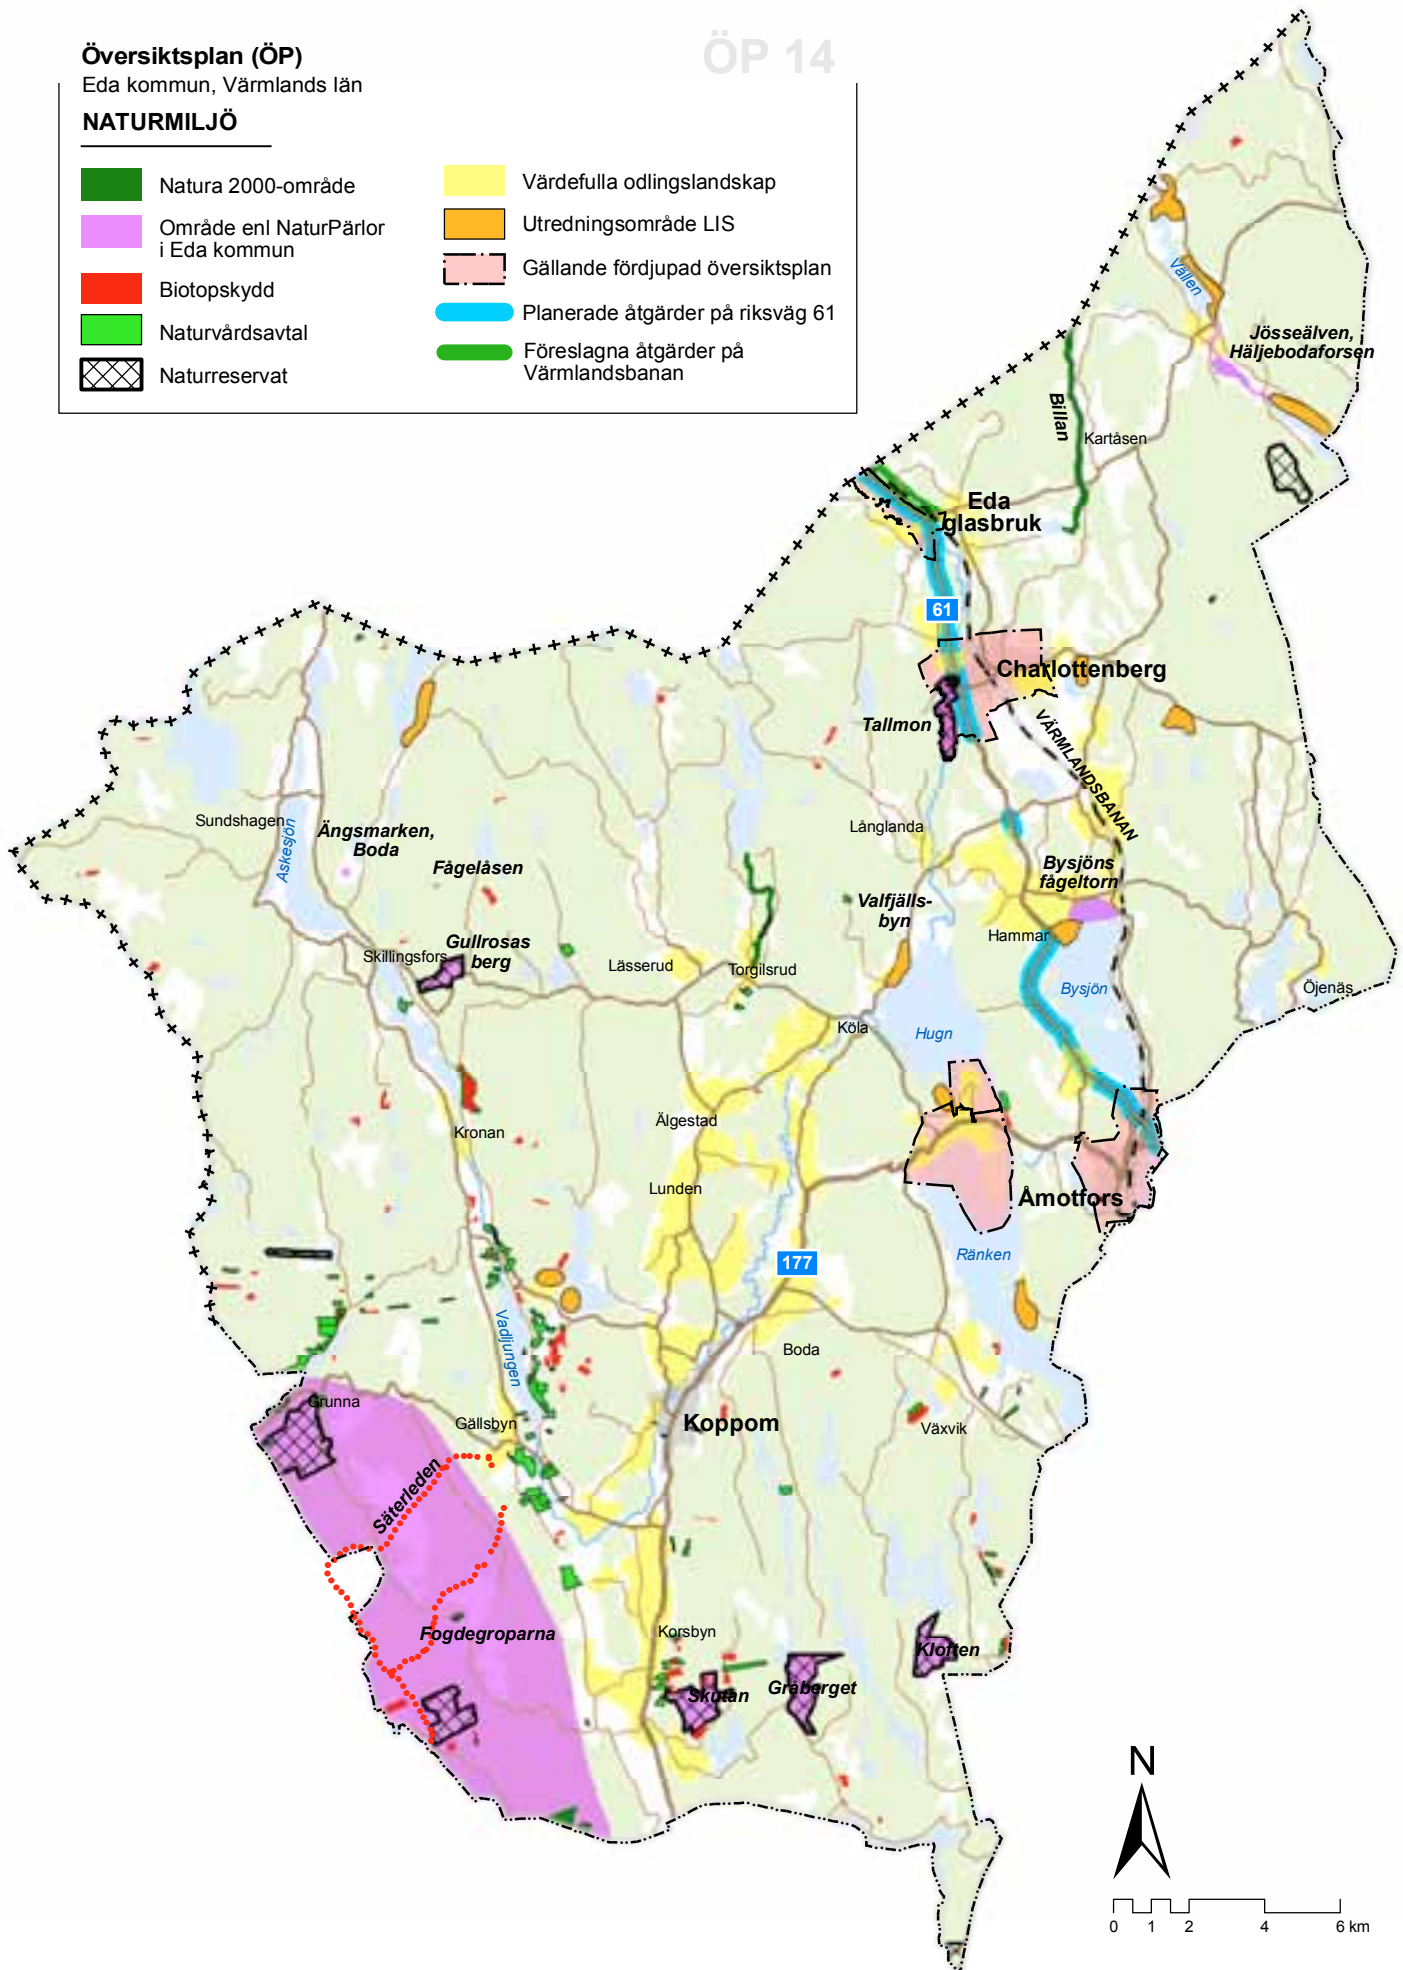 ÖP 14
Översiktsplan (ÖP)
Eda kommun, Värmlands län
NATURMILJÖ
Natura 2000-område
Område enl NaturPärlor
i Eda kommun
Biotopskydd
Naturvårdsavtal
Naturreservat
Värdefulla odlingslandskap
Utredningsområde LIS
Gällande fördjupad översiktsplan
Planerade åtgärder på riksväg 61
Föreslagna åtgärder på
Värmlandsbanan
Vällen
Jösseälven,
Häljebodaforsen
Billan
Kartåsen
Eda
glasbruk
61
Charlottenberg
Tallmon
VÄRMLANDSBANAN
Sundshagen
Askesjön
Ängsmarken,
Boda
Fågelåsen
Långlanda
Bysjöns
fågeltorn
Valfjälls-
byn
Hammar
Gullrosas
berg
Skillingsfors
Lässerud
Torgilsrud
Bysjön
Öjenäs
Köla
Hugn
Kronan
Älgestad
Lunden
Åmotfors
Ränken
177
Vadljungen
Boda
Grunna
Gällsbyn
Koppom
Växvik
Säterleden
Fogdegroparna
Korsbyn
Skutan
Gråberget
Kloften
N
0 1 2 4 6 km